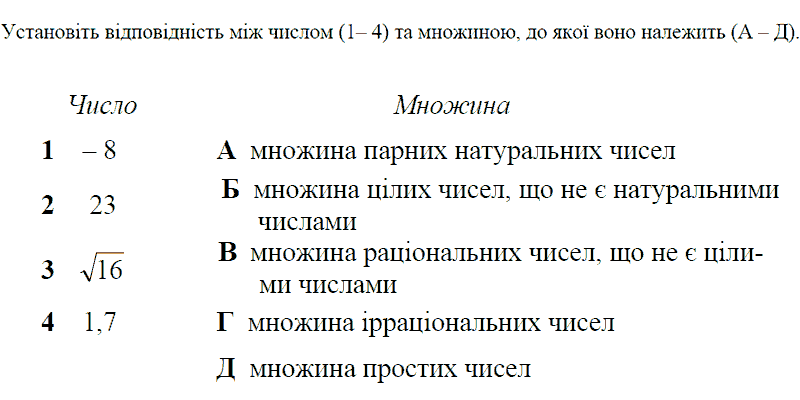 Установіть відповідність між числом (1– 4) та множиною, до якої воно належить (А – Д).
Число Множина
1 – 8 А множина парних натуральних чисел
2 23 Б множина цілих чисел, що не є натуральними
числами
3 √16 В множина раціональних чисел, що не є ціли-
ми числами
4 1,7 Г множина ірраціональних чисел
Д множина простих чисел